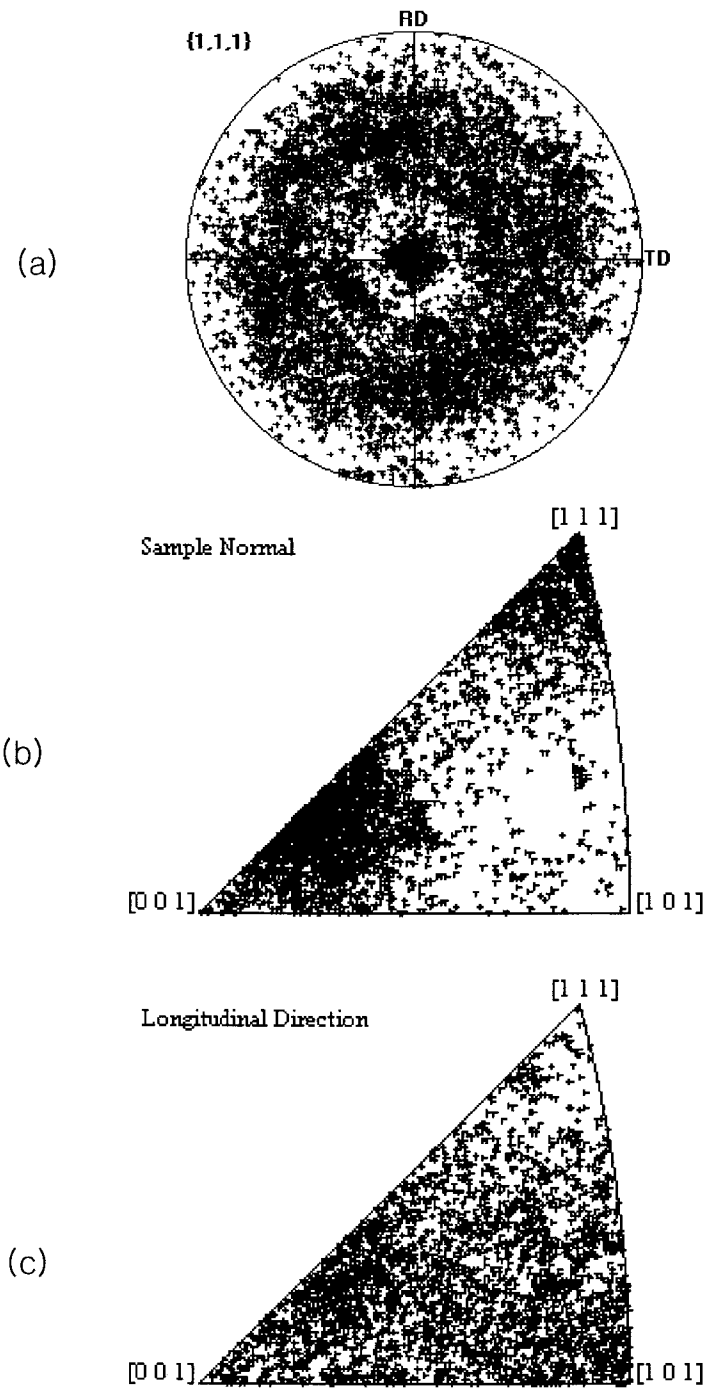 RD
{1,1,1}
(a)
TD
[1 1 1]
Sample Normal
(b)
[0 0 1]
[1 0 1]
[1 1 1]
Longitudinal Direction
(c)
[0 0 1]
[1 0 1]